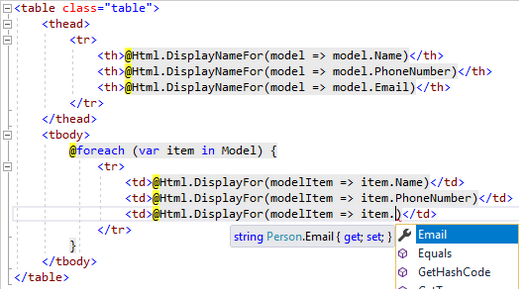 <table class="table">
<thead>
<tr>
<th>@Html.DisplayNameFor(model => model.Name)</th>
<th>@Html.DisplayNameFor(model => model.PhoneNumber)</th>
<th>@Html.DisplayNameFor(model => model.Email)</th>
</tr>
</thead>
<tbody>
@foreach (var item in Model) {
<tr>
<td>@Html.DisplayFor(modelItem => item.Name)</td>
<td>@Html.DisplayFor(modelItem => item.PhoneNumber)</td>
<td>@Html.DisplayFor(modelItem => item.)</td>
</tr>
string Person.Email { get; set; }
Email
Equals
GetHashCode
}
</tbody>
</table>